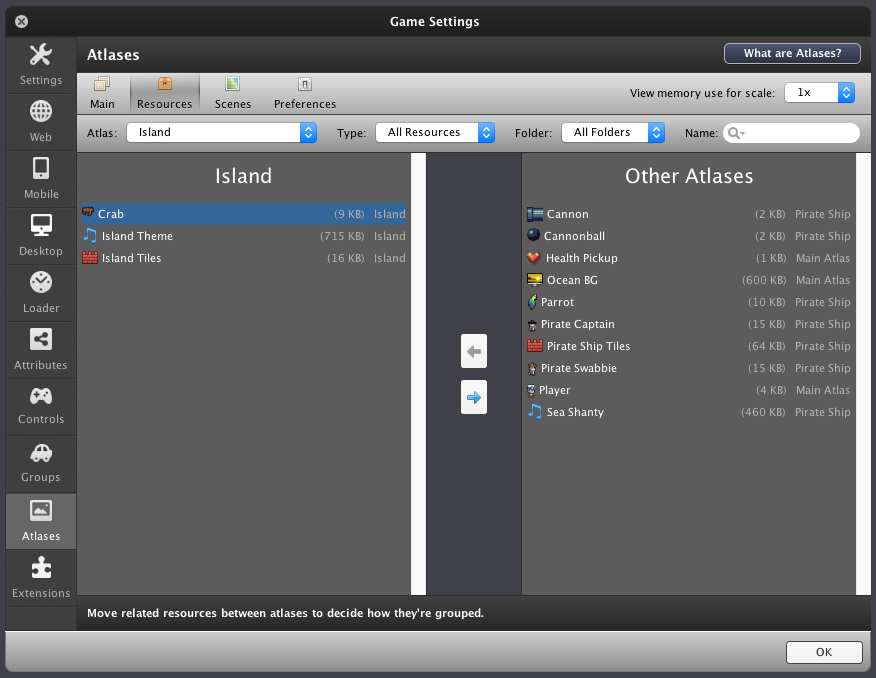 Game Settings
Settings
Web
Mobile
Desktop
Loader
Attributes
Controls
Groups
Atlases
Extensions
Atlases
What are Atlases?
Main
Resources
Scenes
Preferences
View memory use for scale: 1x
Atlas: Island Type: All Resources Folder: All Folders Name:
Island
Crab (9 KB) Island
Island Theme (715 KB) Island
Island Tiles (16 KB) Island
Other Atlases
Cannon (2 KB) Pirate Ship
Cannonball (2 KB) Pirate Ship
Health Pickup (1 KB) Main Atlas
Ocean BG (600 KB) Main Atlas
Parrot (10 KB) Pirate Ship
Pirate Captain (15 KB) Pirate Ship
Pirate Ship Tiles (64 KB) Pirate Ship
Pirate Swabbie (15 KB) Pirate Ship
Player (4 KB) Main Atlas
Sea Shanty (460 KB) Pirate Ship
Move related resources between atlases to decide how they're grouped.
OK